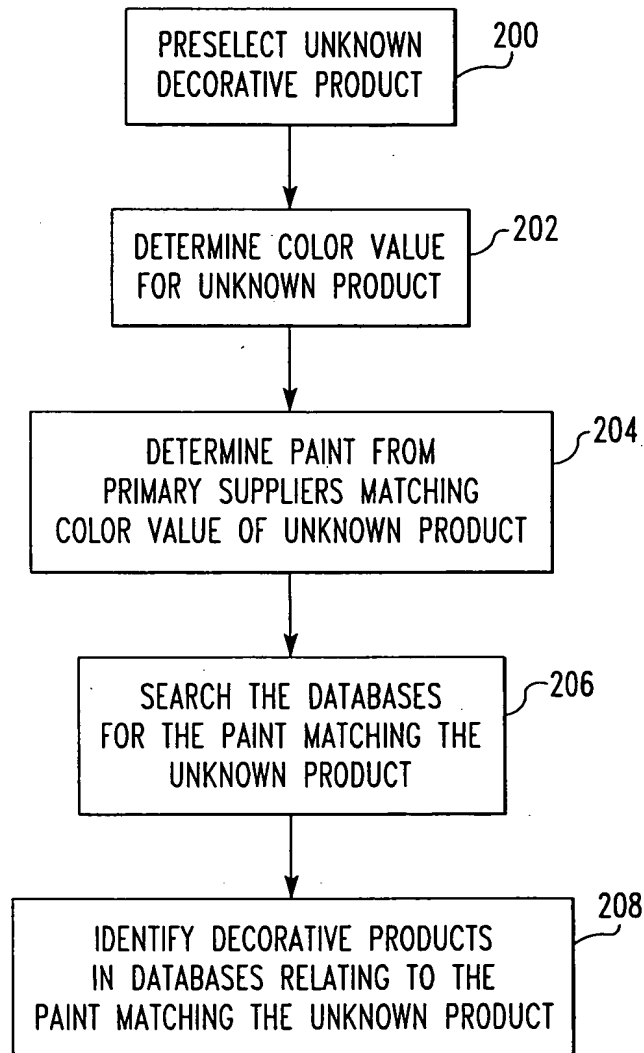 PRESELECT UNKNOWN
DECORATIVE PRODUCT
200
DETERMINE COLOR VALUE
FOR UNKNOWN PRODUCT
202
DETERMINE PAINT FROM
PRIMARY SUPPLIERS MATCHING
COLOR VALUE OF UNKNOWN PRODUCT
204
SEARCH THE DATABASES
FOR THE PAINT MATCHING THE
UNKNOWN PRODUCT
206
IDENTIFY DECORATIVE PRODUCTS
IN DATABASES RELATING TO THE
PAINT MATCHING THE UNKNOWN PRODUCT
208